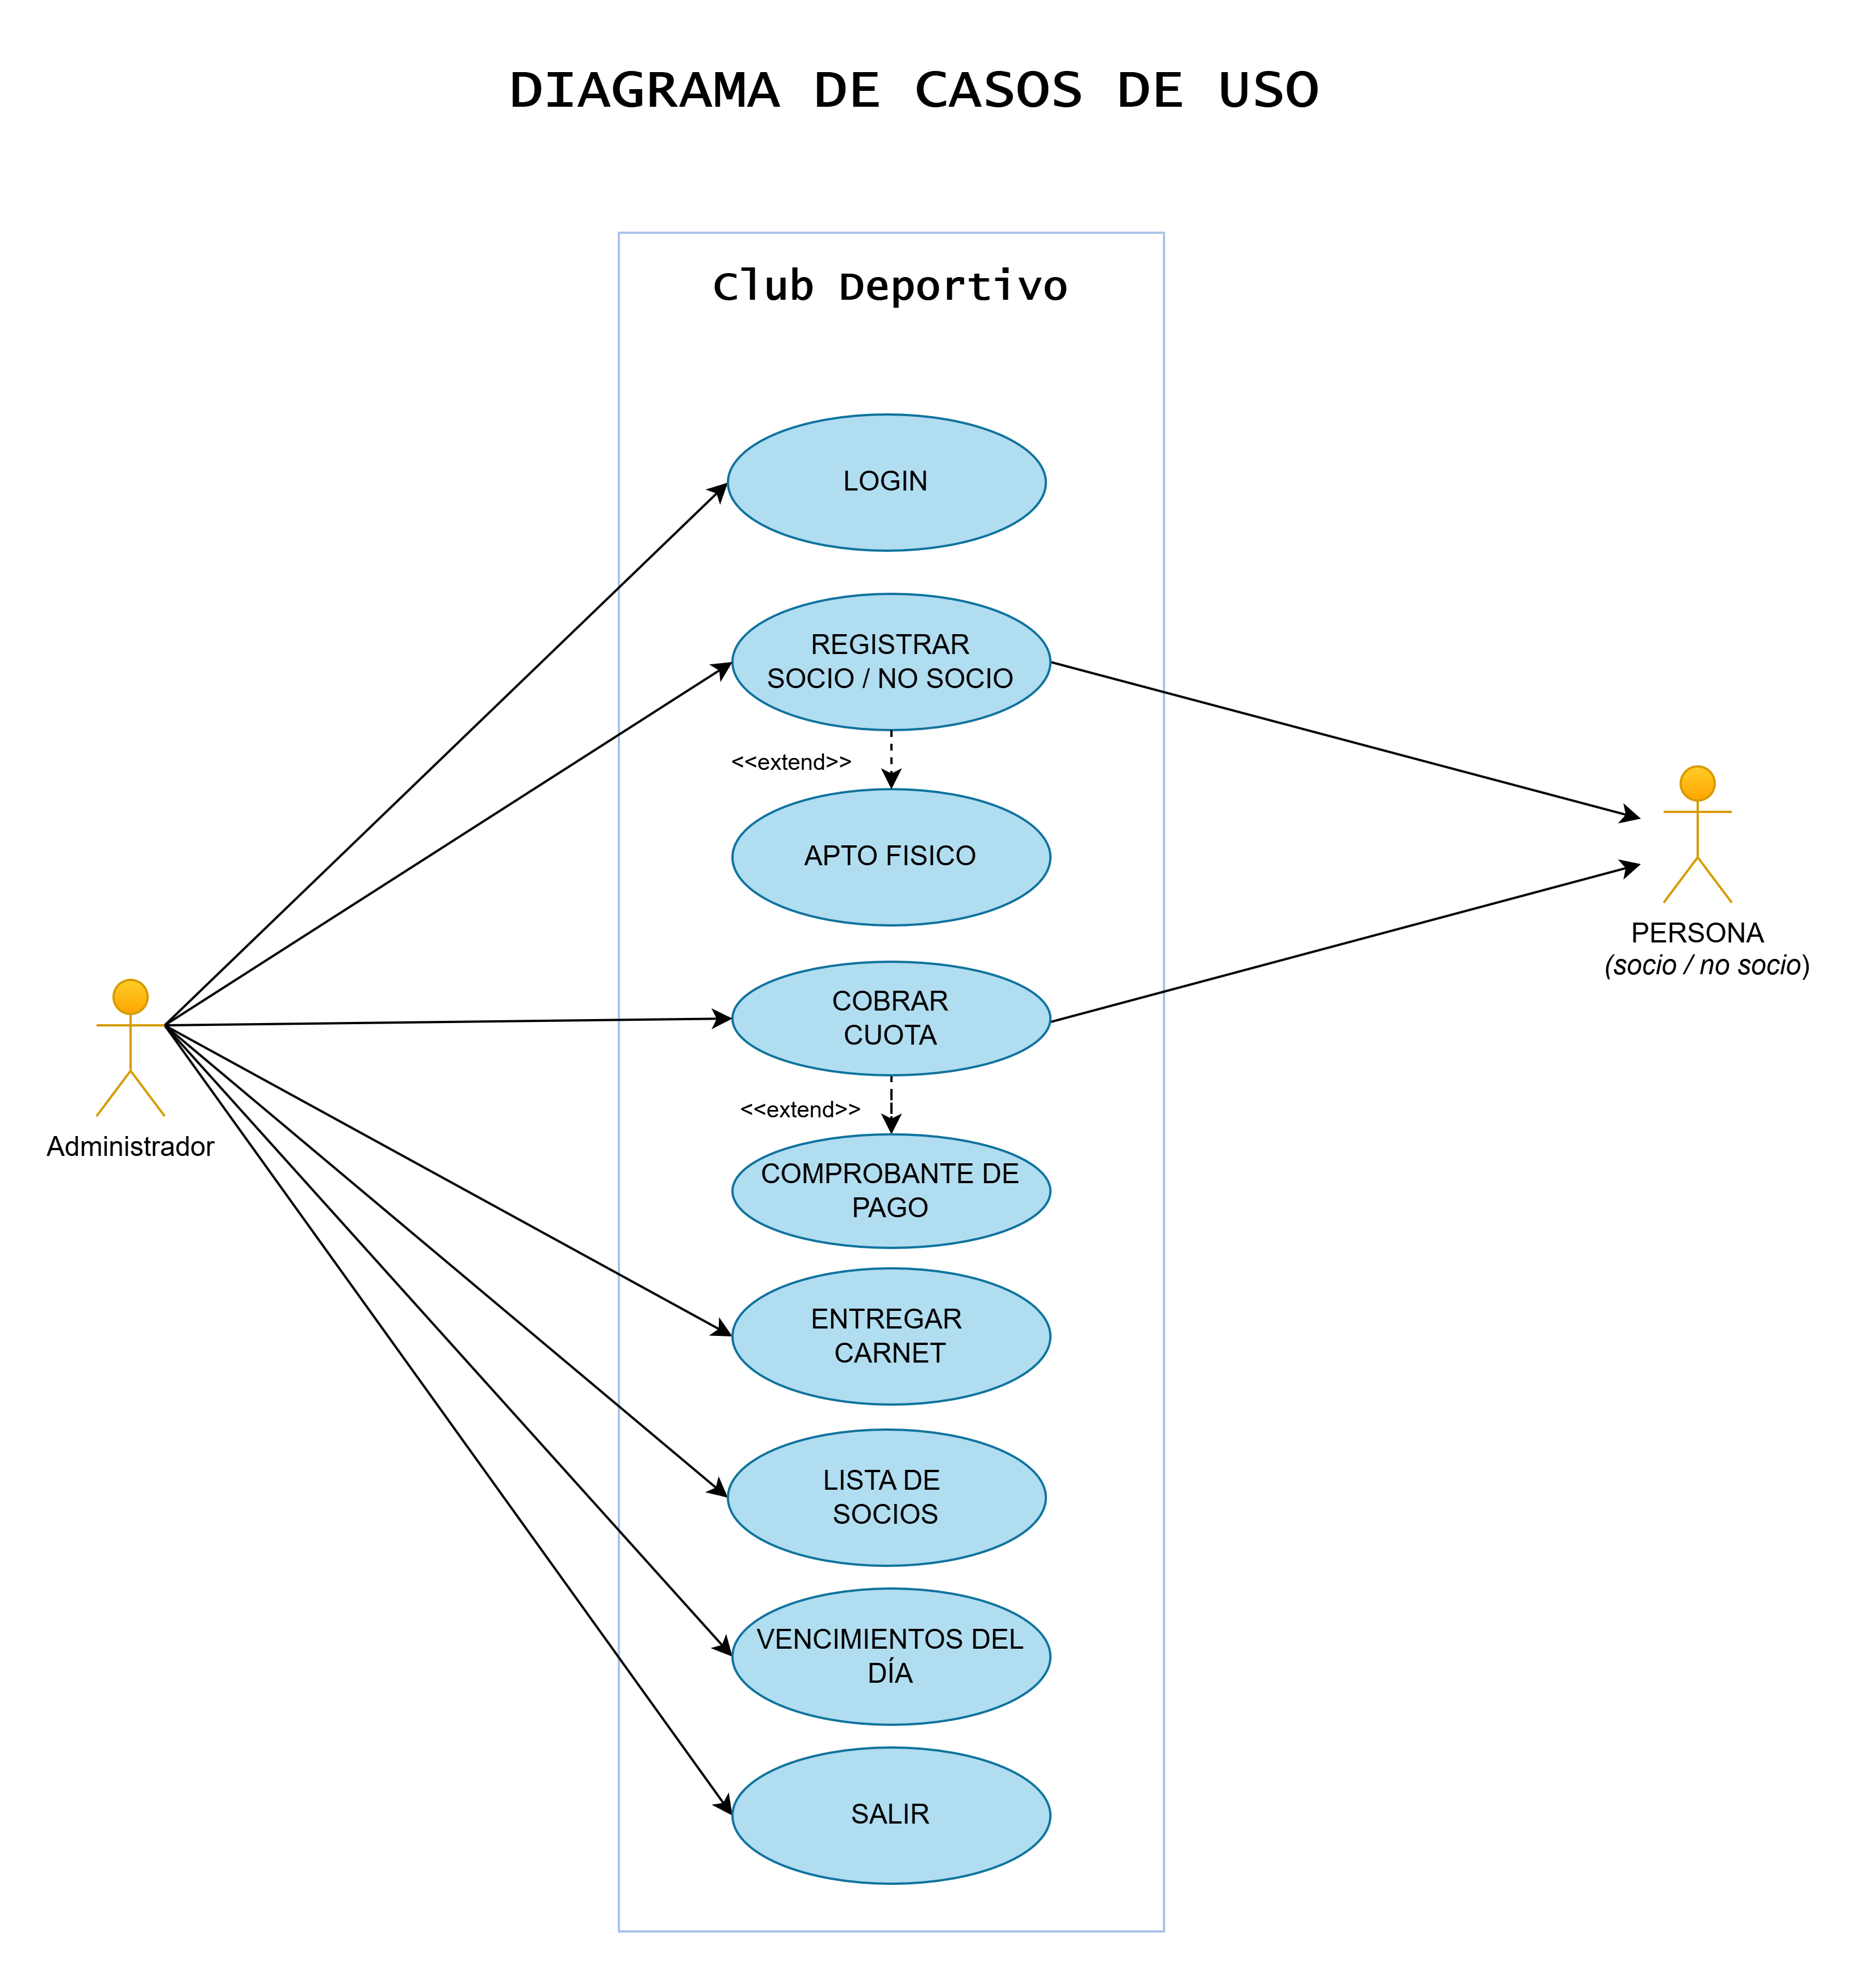 DIAGRAMA DE CASOS DE USO
Club Deportivo
LOGIN
REGISTRAR
SOCIO / NO SOCIO
<<extend>>
APTO FISICO
PERSONA
(socio / no socio)
COBRAR
CUOTA
Administrador
<<extend>>
COMPROBANTE DE
PAGO
ENTREGAR
CARNET
LISTA DE
SOCIOS
VENCIMIENTOS DEL
DÍA
SALIR